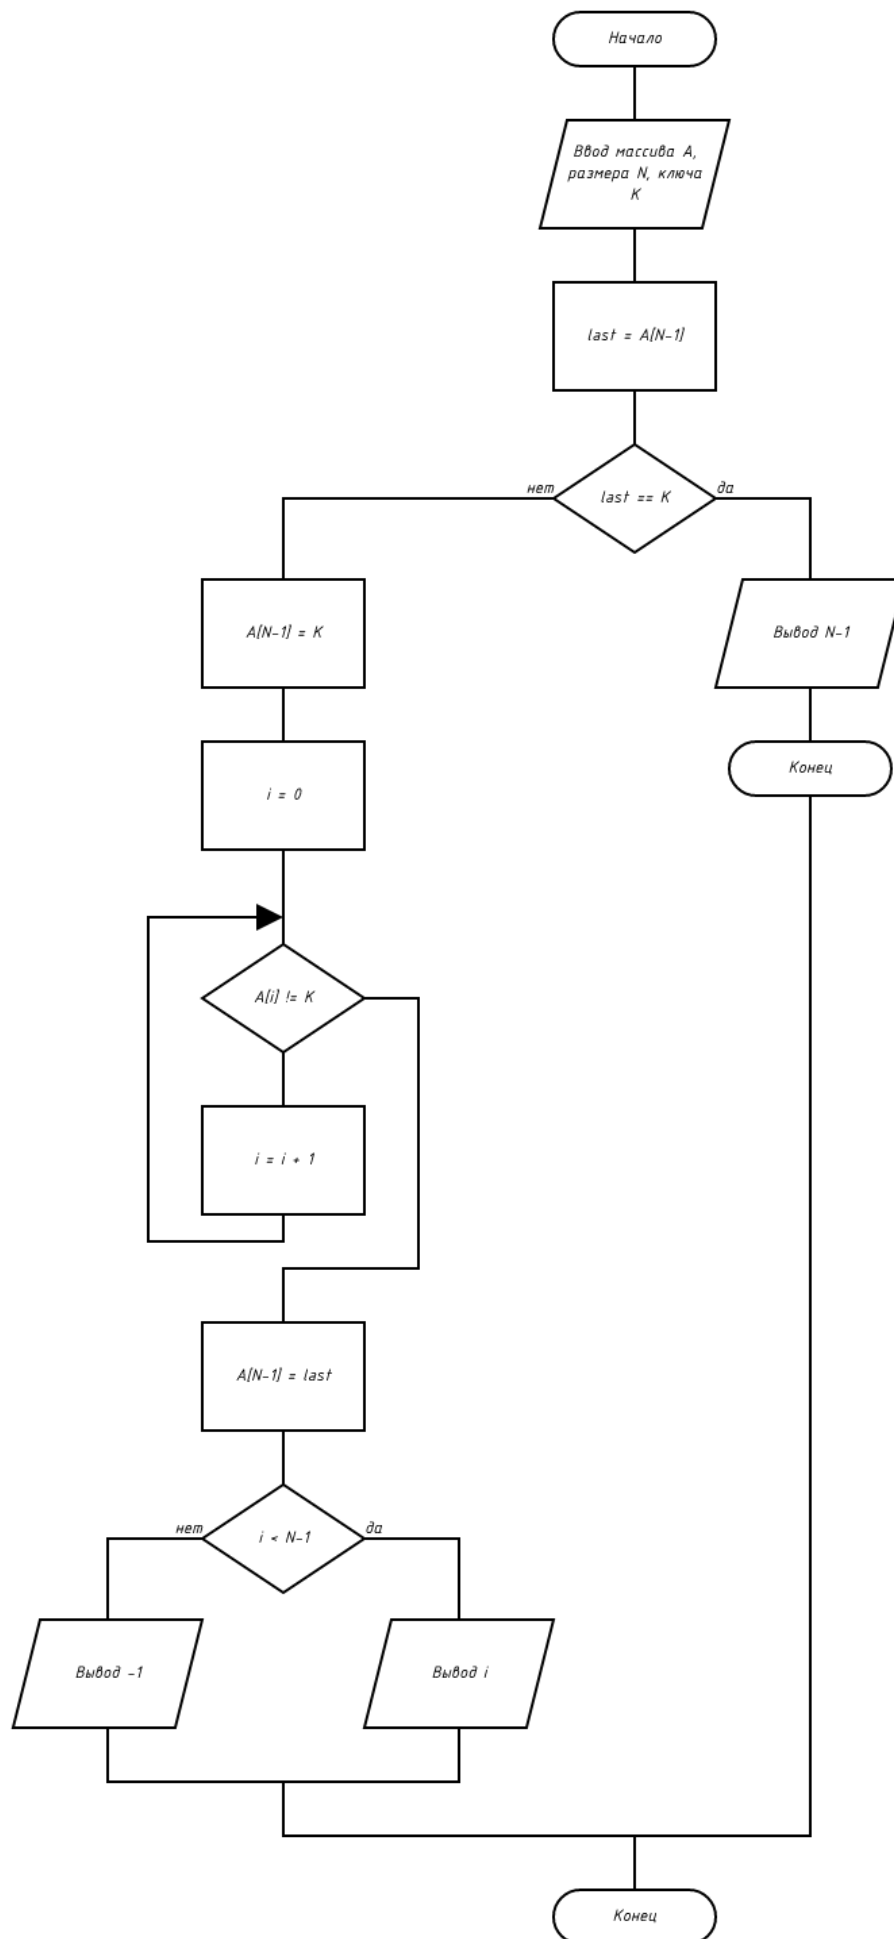 Начало
Ввод массива A,
размера N, ключа
K
last = A[N-1]
нет
last == K
да
A[N-1] = K
Вывод N-1
i = 0
Конец
A[i] != K
i = i + 1
A[N-1] = last
нет
i < N-1
да
Вывод -1
Вывод i
Конец